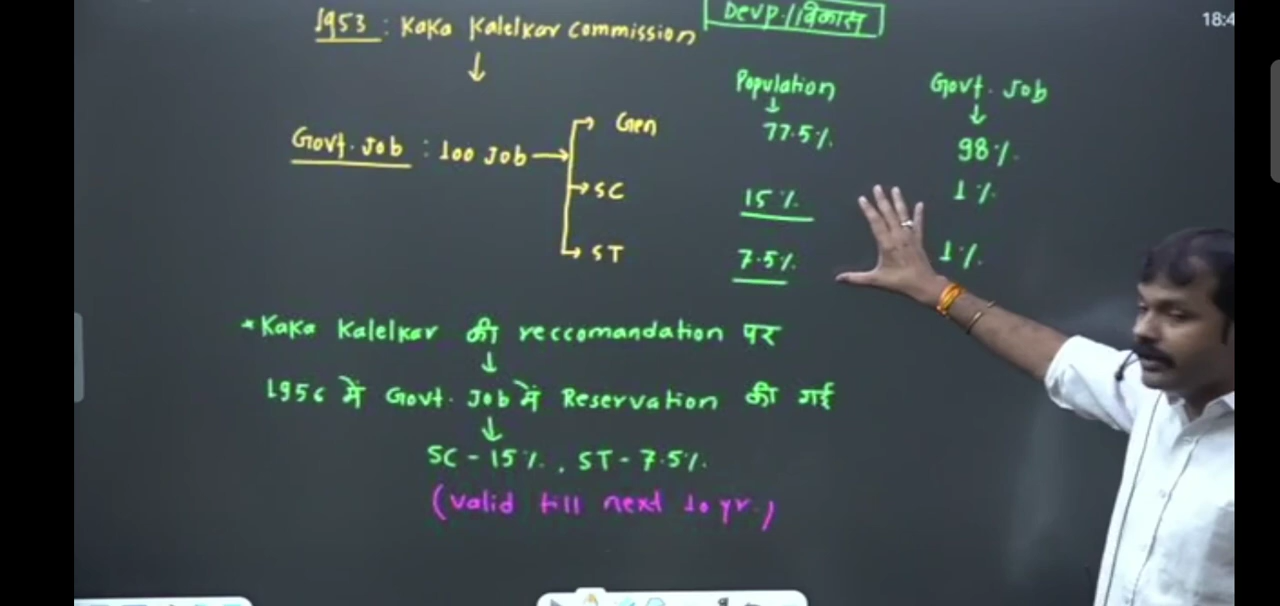 Devp./विकास
18:4
1953 : Kaka Kalelkar commission
Population Govt. Job
Gen 77.5% 98%
Govt. Job : 100 Job
SC 15% 1%
ST 7.5% 1%
* Kaka Kalelkar की reccomandation पर
1956 में Govt. Job में Reservation की गई
SC - 15%, ST - 7.5%
(valid till next 10 yr.)